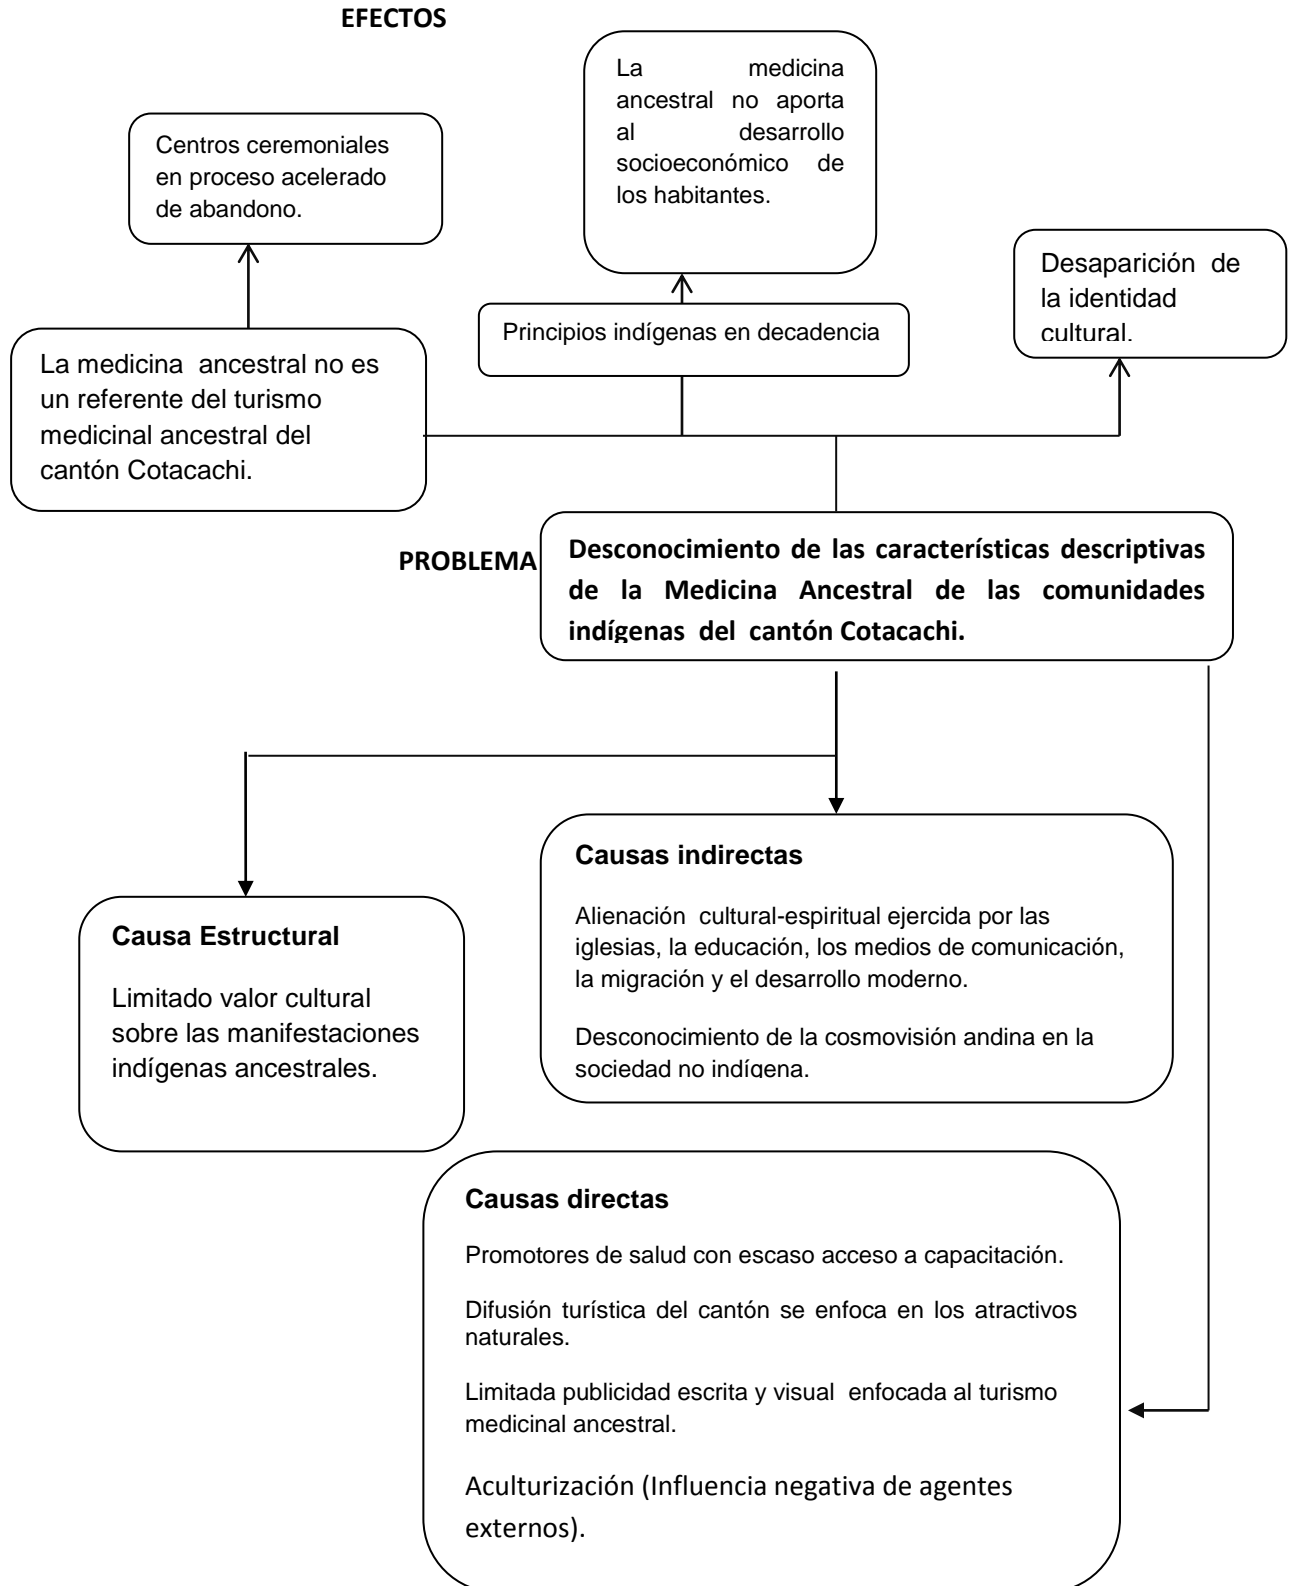 EFECTOS
La medicina
ancestral no aporta
al desarrollo
socioeconómico de
los habitantes.
Centros ceremoniales
en proceso acelerado
de abandono.
Desaparición de
la identidad
cultural.
Principios indígenas en decadencia
La medicina ancestral no es
un referente del turismo
medicinal ancestral del
cantón Cotacachi.
PROBLEMA
Desconocimiento de las características descriptivas
de la Medicina Ancestral de las comunidades
indígenas del cantón Cotacachi.
Causas indirectas
Alienación cultural-espiritual ejercida por las
iglesias, la educación, los medios de comunicación,
la migración y el desarrollo moderno.
Desconocimiento de la cosmovisión andina en la
sociedad no indígena.
Causa Estructural
Limitado valor cultural
sobre las manifestaciones
indígenas ancestrales.
Causas directas
Promotores de salud con escaso acceso a capacitación.
Difusión turística del cantón se enfoca en los atractivos
naturales.
Limitada publicidad escrita y visual enfocada al turismo
medicinal ancestral.
Aculturización (Influencia negativa de agentes
externos).